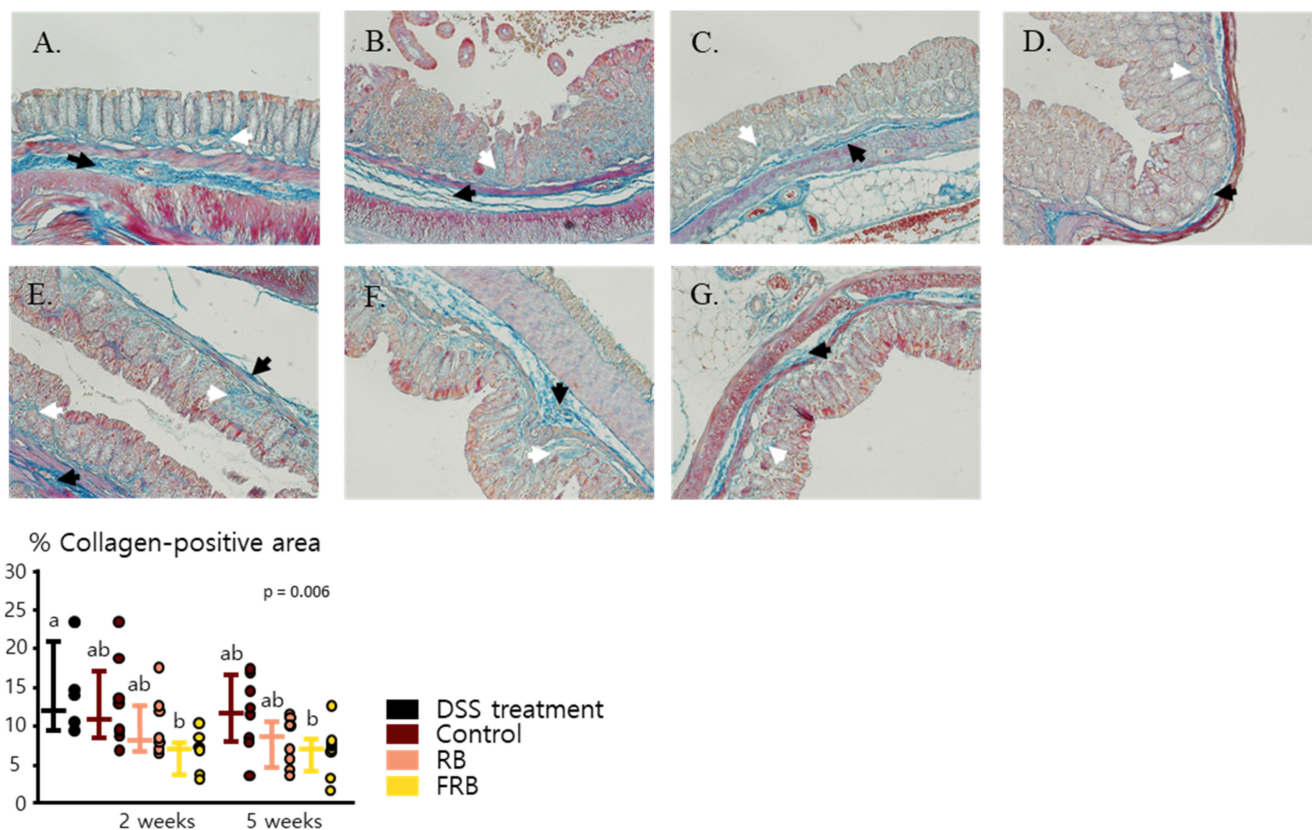 A.
B.
C.
D.
E.
F.
G.
% Collagen-positive area
30
25
20
15
10
5
0
p = 0.006
a
ab
ab
b
ab
ab
b
2 weeks
5 weeks
DSS treatment
Control
RB
FRB